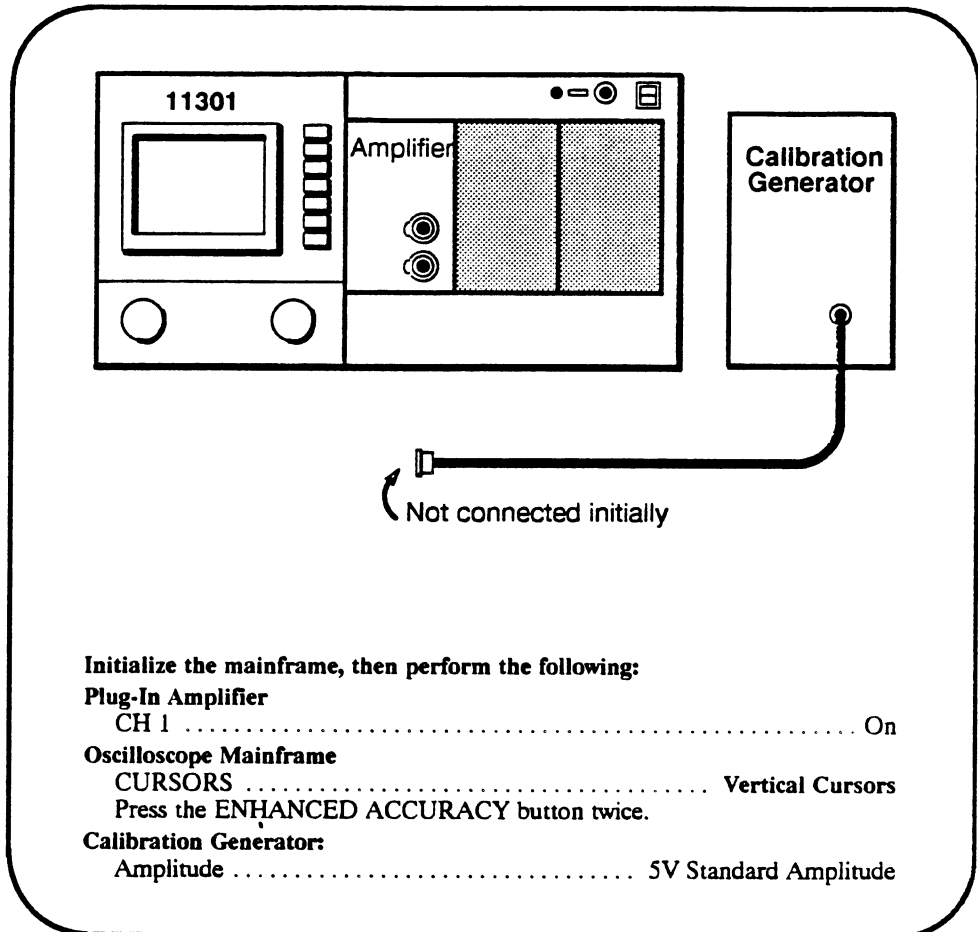 11301
Amplifier
Calibration
Generator
Not connected initially
Initialize the mainframe, then perform the following:
Plug-In Amplifier
CH 1 ........................................................ On
Oscilloscope Mainframe
CURSORS ........................................ Vertical Cursors
Press the ENHANCED ACCURACY button twice.
Calibration Generator:
Amplitude ................................ 5V Standard Amplitude